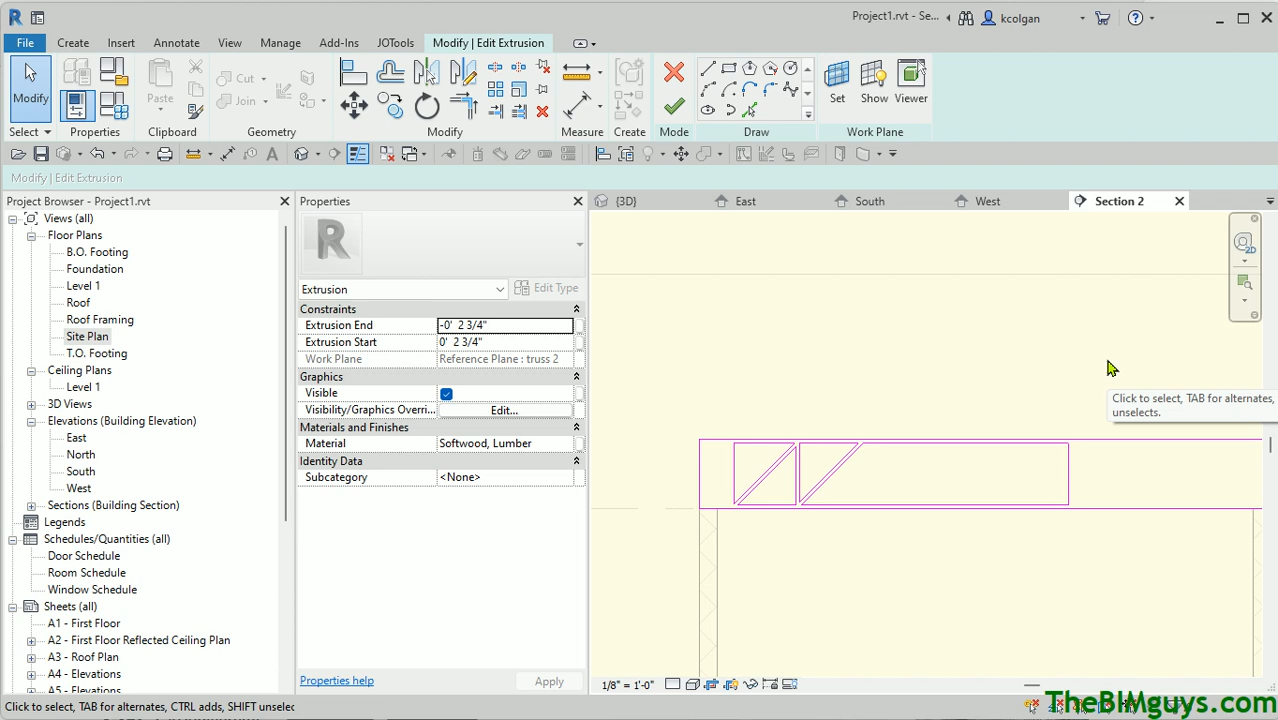 Project1.rvt - Se...
kcolgan
File Create Insert Annotate View Manage Add-Ins JOTools Modify | Edit Extrusion
Modify
Paste
Cut
Join
Set Show Viewer
Select Properties Clipboard Geometry Modify Measure Create Mode Draw Work Plane
Modify | Edit Extrusion
Project Browser - Project1.rvt
Views (all)
Floor Plans
B.O. Footing
Foundation
Level 1
Roof
Roof Framing
Site Plan
T.O. Footing
Ceiling Plans
Level 1
3D Views
Elevations (Building Elevation)
East
North
South
West
Sections (Building Section)
Legends
Schedules/Quantities (all)
Door Schedule
Room Schedule
Window Schedule
Sheets (all)
A1 - First Floor
A2 - First Floor Reflected Ceiling Plan
A3 - Roof Plan
A4 - Elevations
A5 - Elevations
Properties
R
Extrusion
Edit Type
Constraints
Extrusion End -0' 2 3/4"
Extrusion Start 0' 2 3/4"
Work Plane Reference Plane : truss 2
Graphics
Visible
Visibility/Graphics Overri... Edit...
Materials and Finishes
Material Softwood, Lumber
Identity Data
Subcategory <None>
Properties help
Apply
{3D} East South West Section 2
2D
Click to select, TAB for alternates,
unselects.
1/8" = 1'-0"
Click to select, TAB for alternates, CTRL adds, SHIFT unselec
TheBIMguys.com